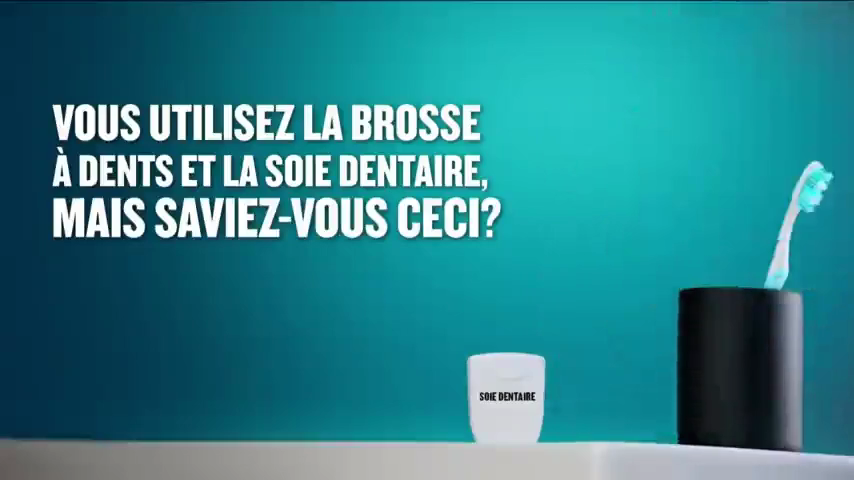 VOUS UTILISEZ LA BROSSE
À DENTS ET LA SOIE DENTAIRE,
MAIS SAVIEZ-VOUS CECI?
SOIE DENTAIRE